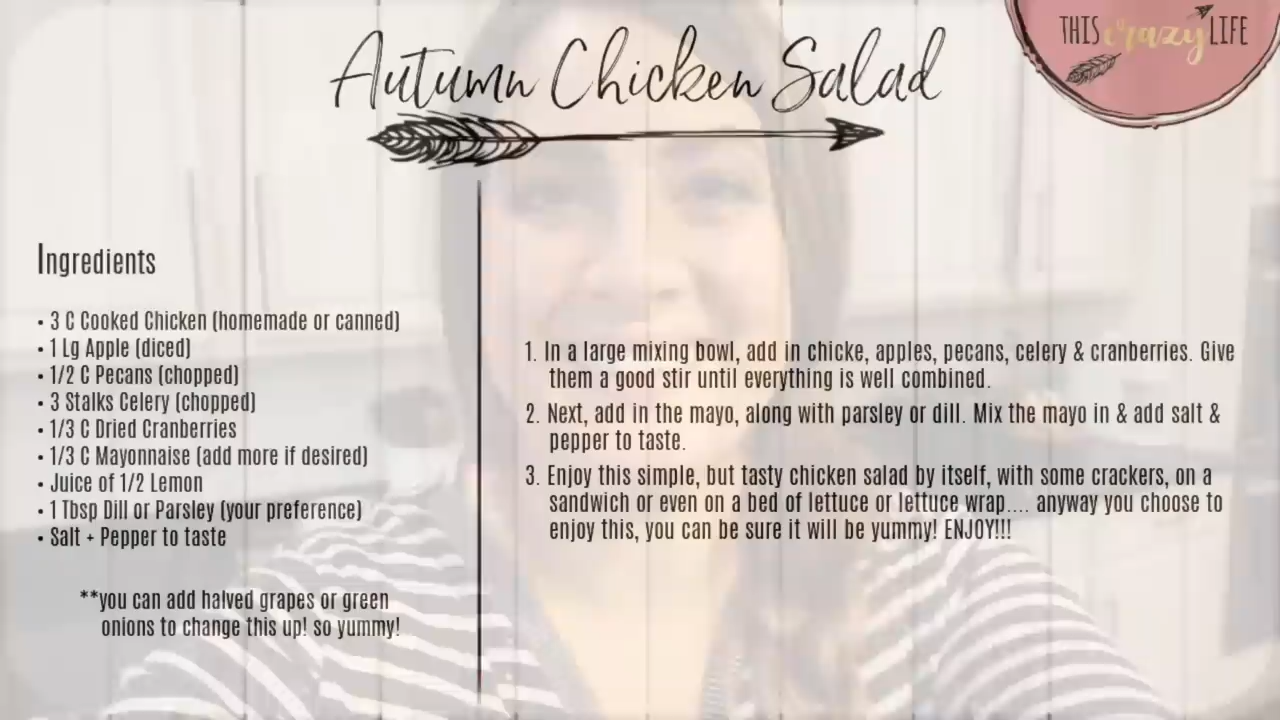 Autumn Chicken Salad
THIS crazy LIFE
Ingredients
• 3 C Cooked Chicken (homemade or canned)
• 1 Lg Apple (diced)
• 1/2 C Pecans (chopped)
• 3 Stalks Celery (chopped)
• 1/3 C Dried Cranberries
• 1/3 C Mayonnaise (add more if desired)
• Juice of 1/2 Lemon
• 1 Tbsp Dill or Parsley (your preference)
• Salt + Pepper to taste
**you can add halved grapes or green
onions to change this up! so yummy!
1. In a large mixing bowl, add in chicke, apples, pecans, celery & cranberries. Give
them a good stir until everything is well combined.
2. Next, add in the mayo, along with parsley or dill. Mix the mayo in & add salt &
pepper to taste.
3. Enjoy this simple, but tasty chicken salad by itself, with some crackers, on a
sandwich or even on a bed of lettuce or lettuce wrap.... anyway you choose to
enjoy this, you can be sure it will be yummy! ENJOY!!!